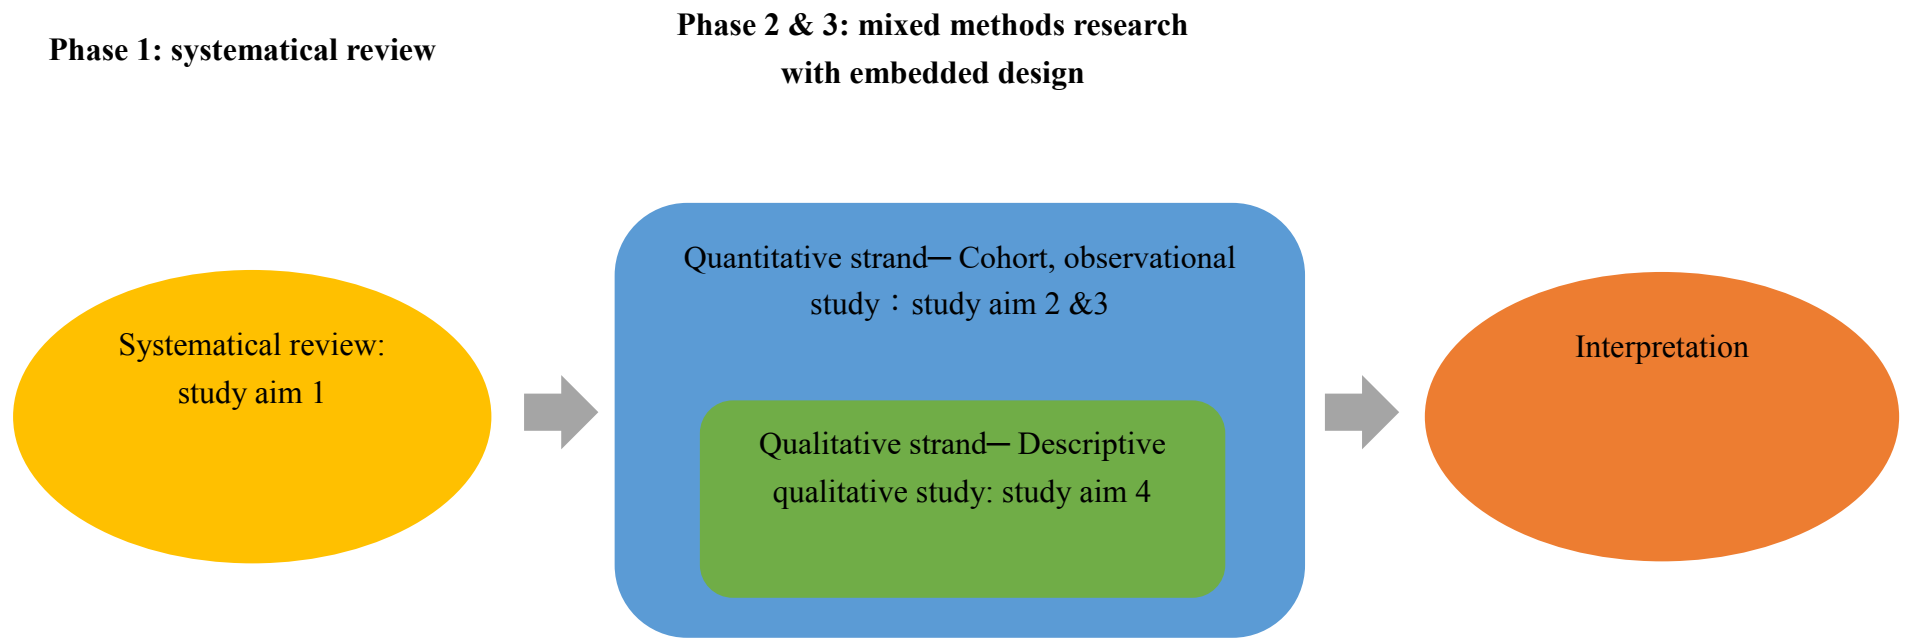 Phase 1: systematical review
Phase 2 & 3: mixed methods research
with embedded design
Systematical review:
study aim 1
Quantitative strand─ Cohort, observational
study：study aim 2 &3
Qualitative strand─ Descriptive
qualitative study: study aim 4
Interpretation